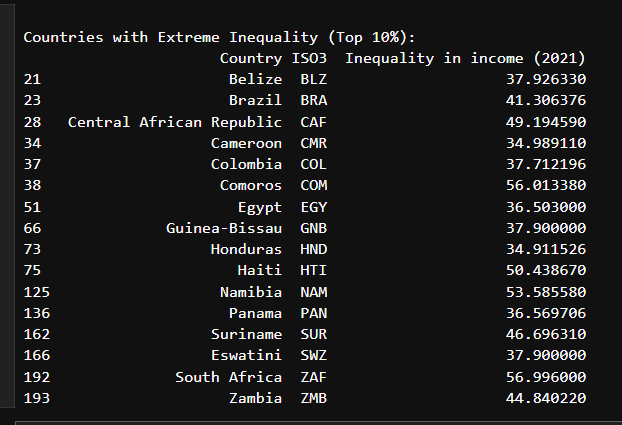 Countries with Extreme Inequality (Top 10%):
Country ISO3 Inequality in income (2021)
21 Belize BLZ 37.926330
23 Brazil BRA 41.306376
28 Central African Republic CAF 49.194590
34 Cameroon CMR 34.989110
37 Colombia COL 37.712196
38 Comoros COM 56.013380
51 Egypt EGY 36.503000
66 Guinea-Bissau GNB 37.900000
73 Honduras HND 34.911526
75 Haiti HTI 50.438670
125 Namibia NAM 53.585580
136 Panama PAN 36.569706
162 Suriname SUR 46.696310
166 Eswatini SWZ 37.900000
192 South Africa ZAF 56.996000
193 Zambia ZMB 44.840220